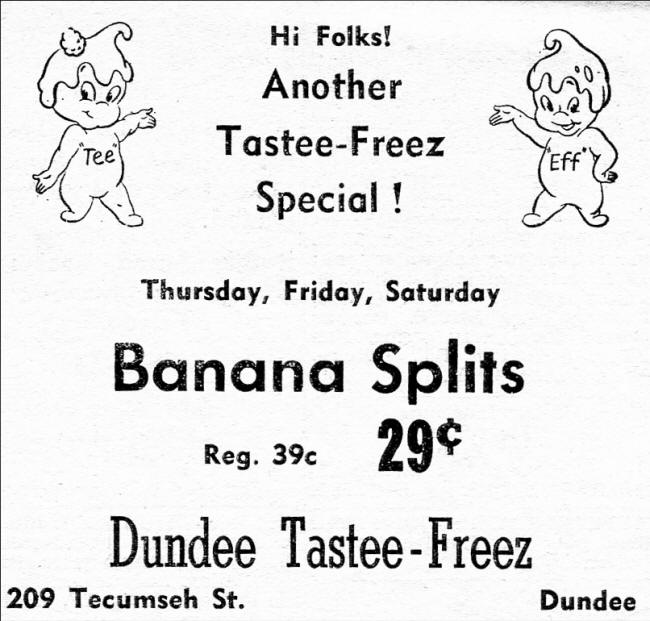 Hi Folks!
Another
Tastee-Freez
Special !
"Tee"
"Eff"
Thursday, Friday, Saturday
Banana Splits
Reg. 39c 29¢
Dundee Tastee-Freez
209 Tecumseh St. Dundee